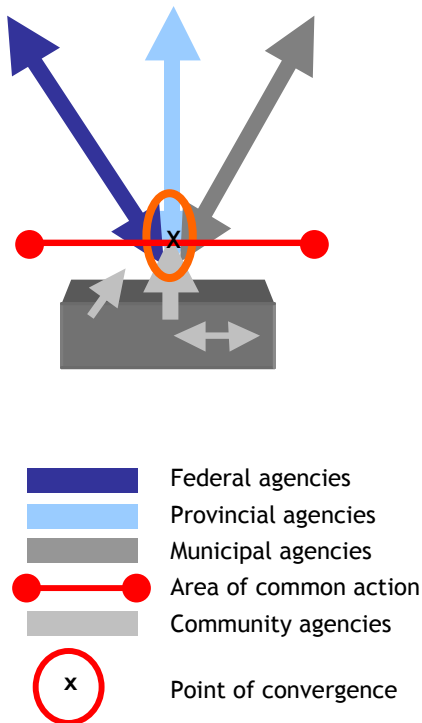 X
Federal agencies
Provincial agencies
Municipal agencies
Area of common action
Community agencies
x Point of convergence